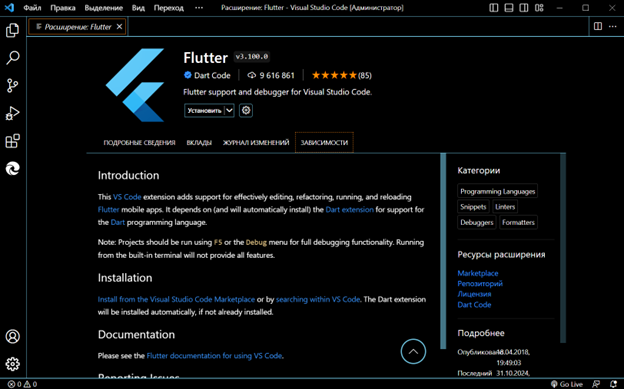 Файл Правка Выделение Вид Переход ··· Расширение: Flutter - Visual Studio Code [Администратор]
Расширение: Flutter
Flutter v3.100.0
Dart Code 9 616 861 (85)
Flutter support and debugger for Visual Studio Code.
Установить
ПОДРОБНЫЕ СВЕДЕНИЯ ВКЛАДЫ ЖУРНАЛ ИЗМЕНЕНИЙ ЗАВИСИМОСТИ
Introduction
This VS Code extension adds support for effectively editing, refactoring, running, and reloading
Flutter mobile apps. It depends on (and will automatically install) the Dart extension for support for
the Dart programming language.
Note: Projects should be run using F5 or the Debug menu for full debugging functionality. Running
from the built-in terminal will not provide all features.
Installation
Install from the Visual Studio Code Marketplace or by searching within VS Code. The Dart extension
will be installed automatically, if not already installed.
Documentation
Please see the Flutter documentation for using VS Code.
Reporting Issues
Категории
Programming Languages
Snippets Linters
Debuggers Formatters
Ресурсы расширения
Marketplace
Репозиторий
Лицензия
Dart Code
Подробнее
Опубликован 18.04.2018,
19:49:03
Последний 31.10.2024,
0 0 Go Live